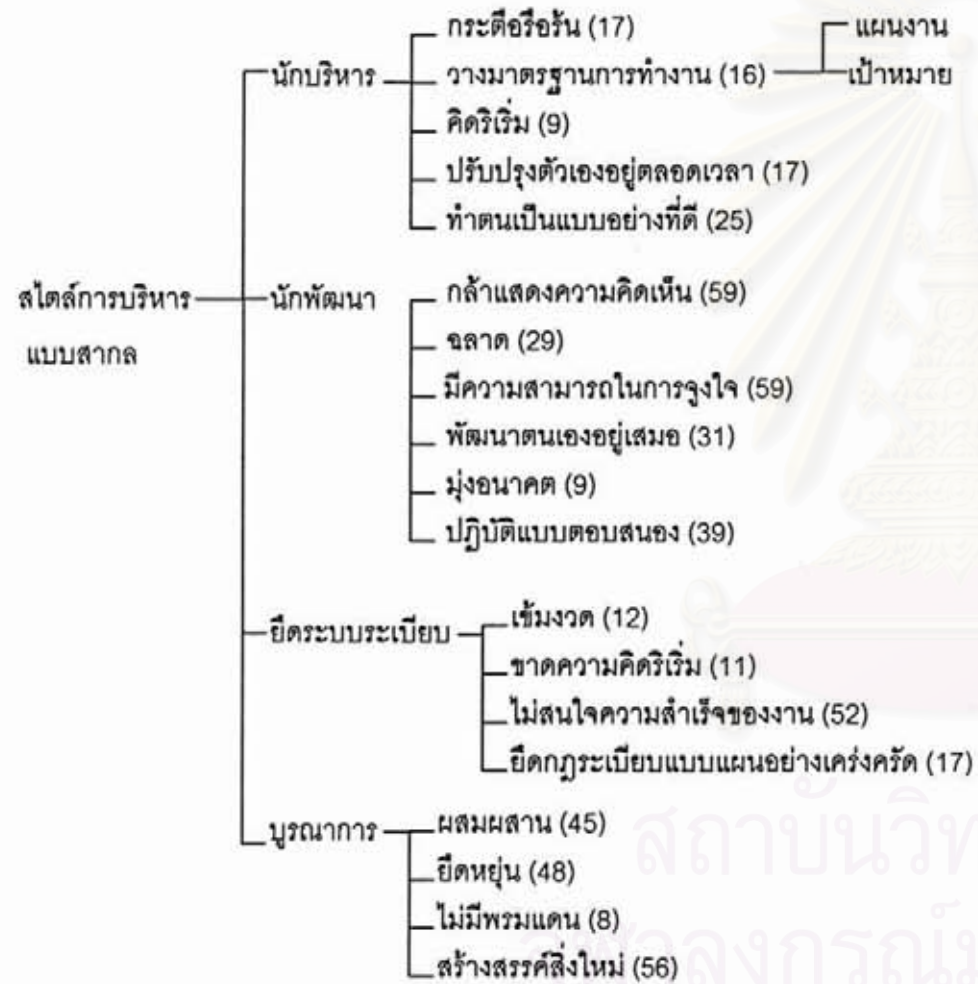 สไตล์การบริหาร
แบบสากล
นักบริหาร
กระตือรือร้น (17)
วางมาตรฐานการทำงาน (16)
แผนงาน
เป้าหมาย
คิดริเริ่ม (9)
ปรับปรุงตัวเองอยู่ตลอดเวลา (17)
ทำตนเป็นแบบอย่างที่ดี (25)
นักพัฒนา
กล้าแสดงความคิดเห็น (59)
ฉลาด (29)
มีความสามารถในการจูงใจ (59)
พัฒนาตนเองอยู่เสมอ (31)
มุ่งอนาคต (9)
ปฏิบัติแบบตอบสนอง (39)
ยึดระบบระเบียบ
เข้มงวด (12)
ขาดความคิดริเริ่ม (11)
ไม่สนใจความสำเร็จของงาน (52)
ยึดกฎระเบียบแบบแผนอย่างเคร่งครัด (17)
บูรณาการ
ผสมผสาน (45)
ยืดหยุ่น (48)
ไม่มีพรมแดน (8)
สร้างสรรค์สิ่งใหม่ (56)
สถาบันวิท